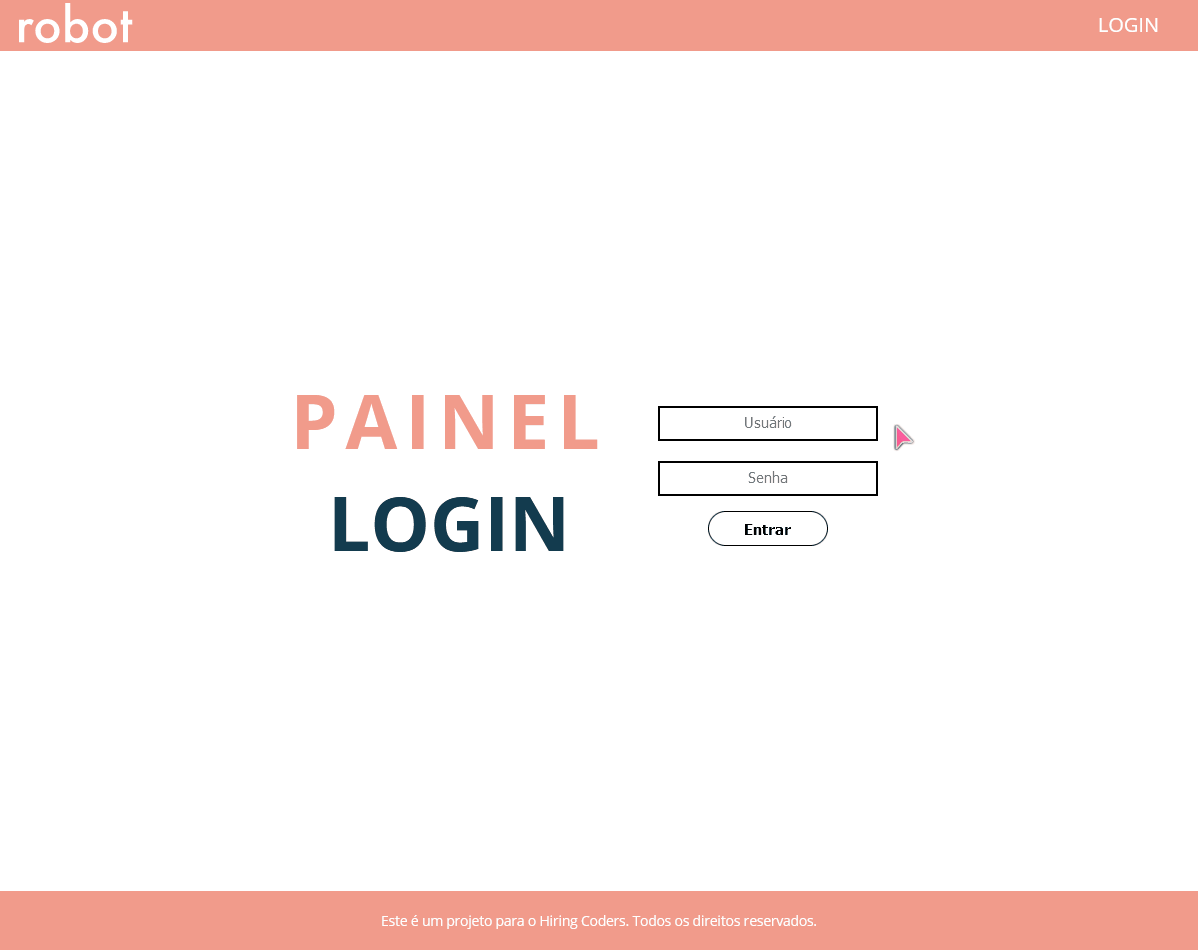 robot
LOGIN
PAINEL
LOGIN
Usuário
Senha
Entrar
Este é um projeto para o Hiring Coders. Todos os direitos reservados.